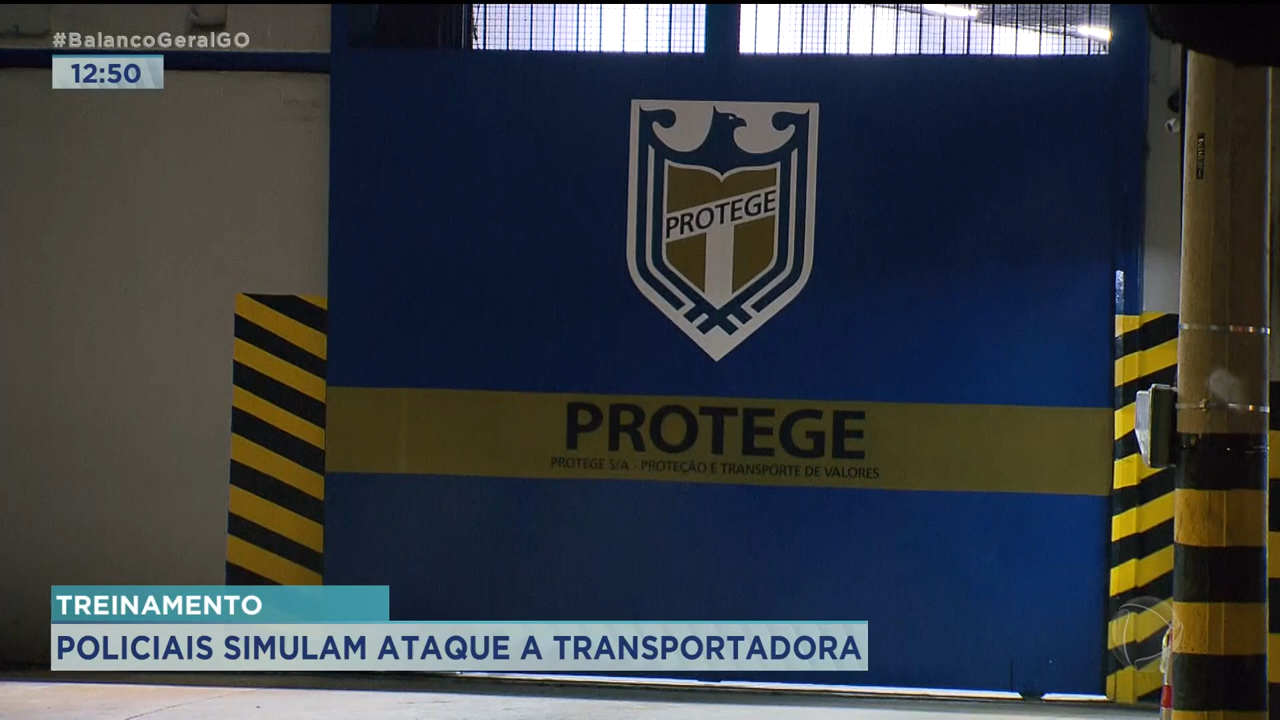 #BalancoGeralGO
12:50
PROTEGE
PROTEGE
PROTEGE S/A - PROTEÇÃO E TRANSPORTE DE VALORES
TREINAMENTO
POLICIAIS SIMULAM ATAQUE A TRANSPORTADORA